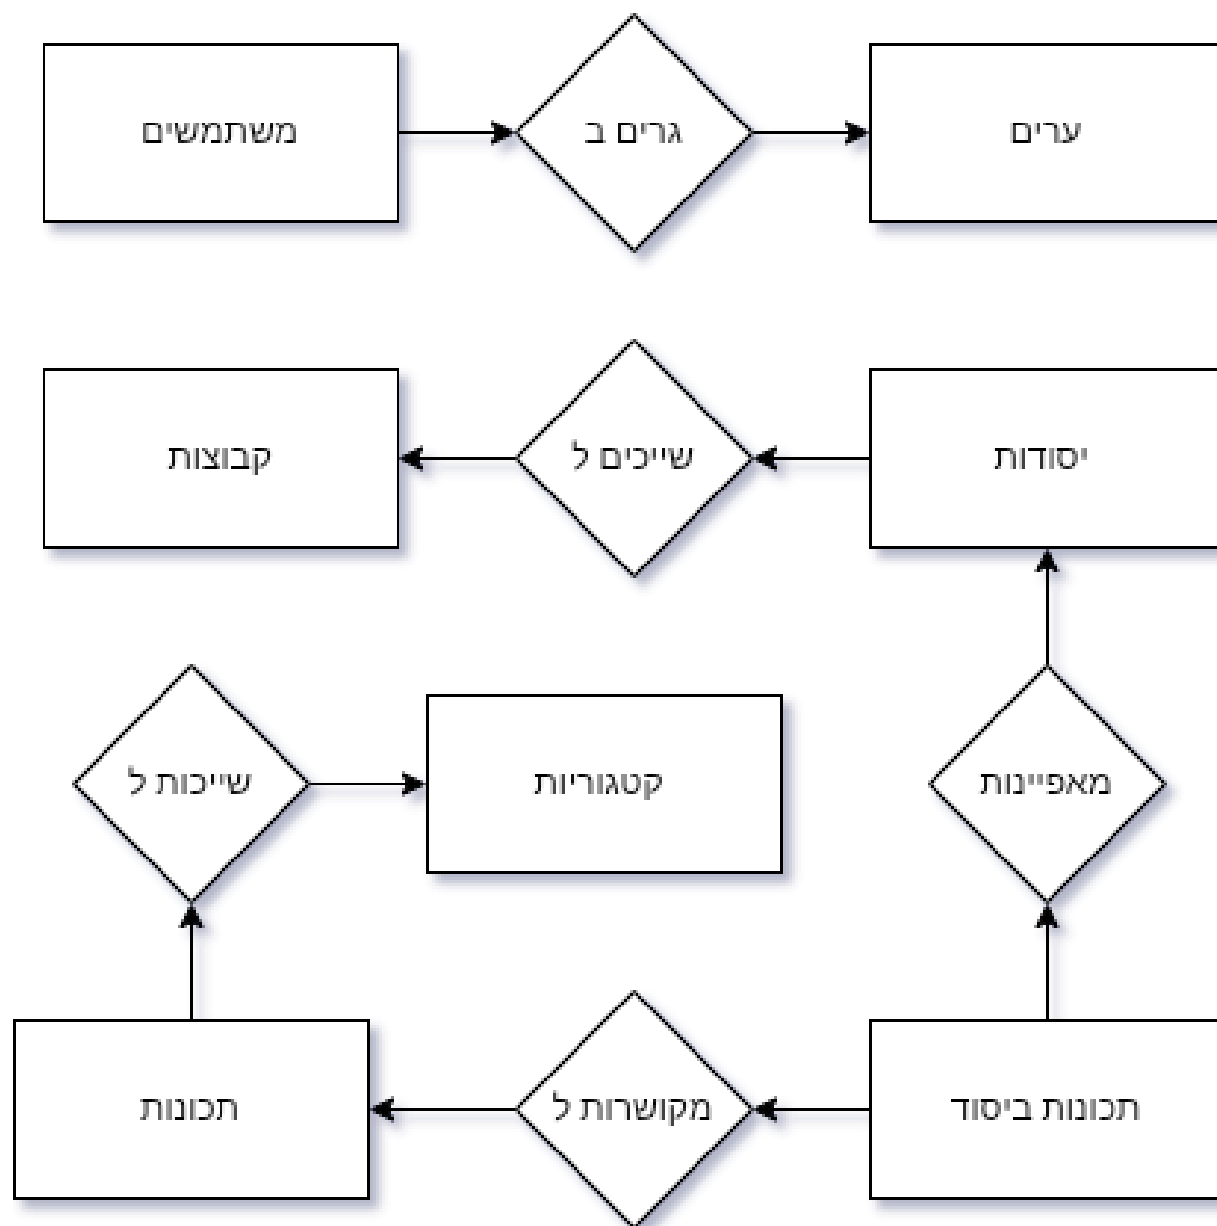 משתמשים
גרים ב
ערים
קבוצות
שייכים ל
יסודות
שייכות ל
קטגוריות
מאפיינות
תכונות
מקושרות ל
תכונות ביסוד